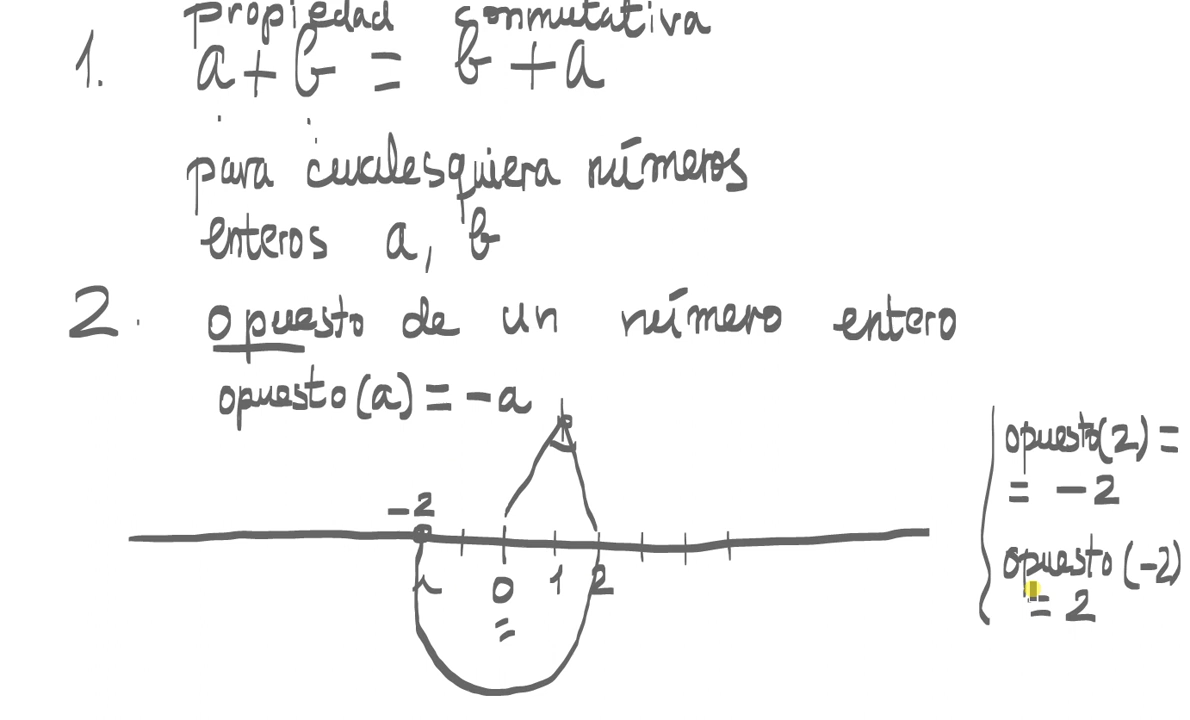 propiedad conmutativa
1. a + b = b + a
para cualesquiera números
enteros a, b
2. opuesto de un número entero
opuesto (a) = - a
opuesto(2) =
= - 2
opuesto (-2)
= 2
-2
0 1 2
=